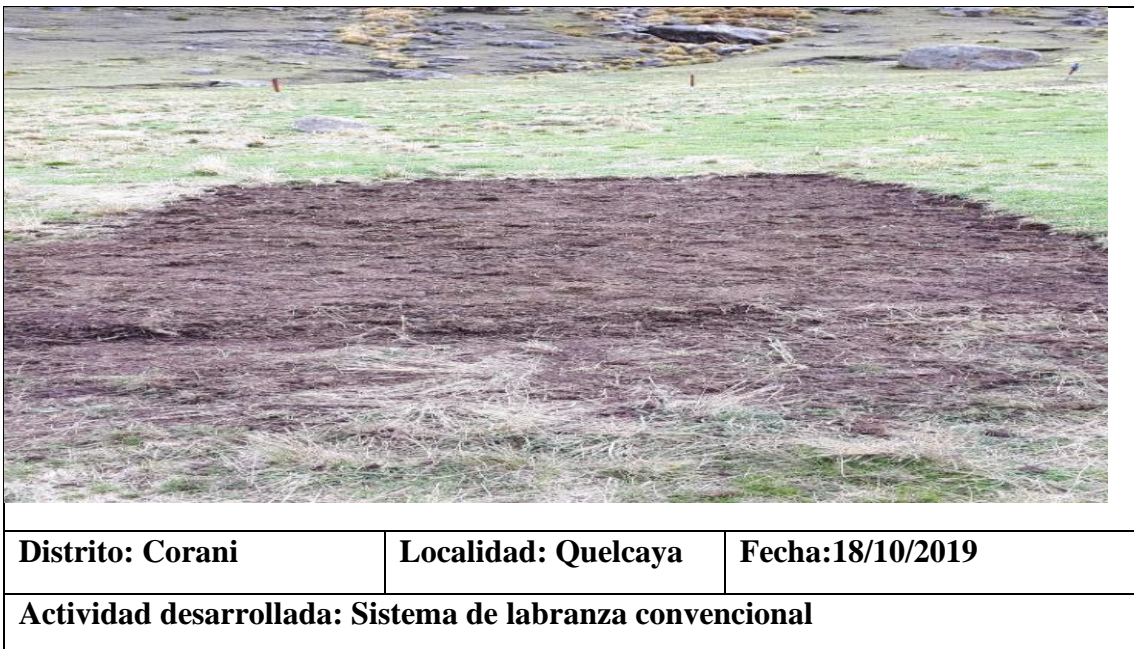 Distrito: Corani
Localidad: Quelcaya
Fecha:18/10/2019
Actividad desarrollada: Sistema de labranza convencional